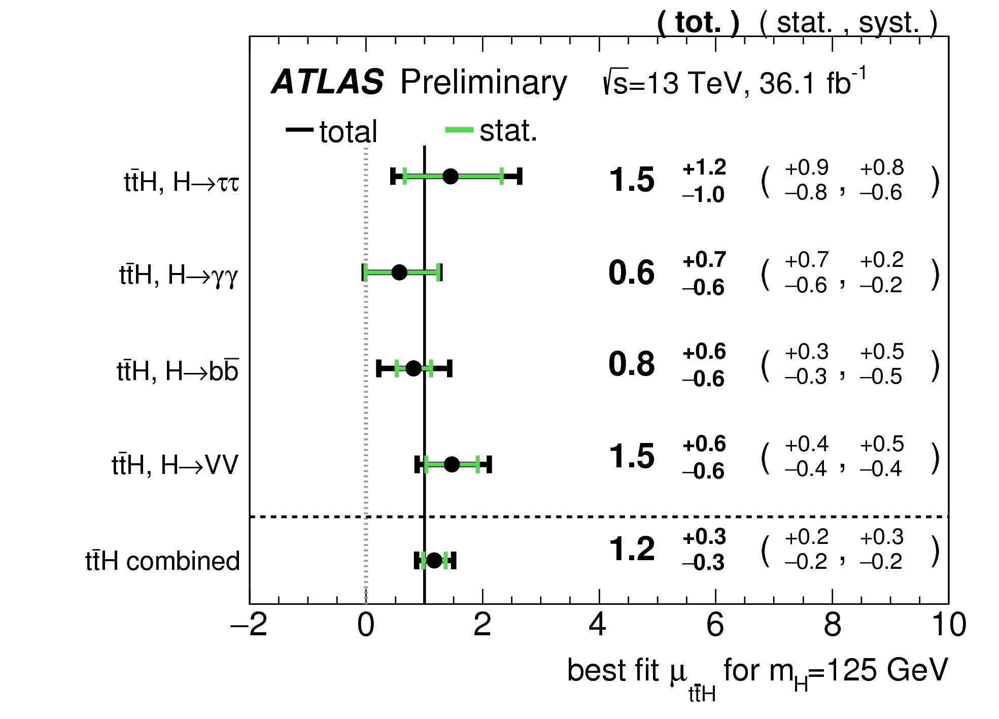 ( tot. ) ( stat. , syst. )
ATLAS Preliminary √s=13 TeV, 36.1 fb⁻¹
total stat.
tt̄H, H→ττ 1.5 +1.2 −1.0 ( +0.9 −0.8 , +0.8 −0.6 )
tt̄H, H→γγ 0.6 +0.7 −0.6 ( +0.7 −0.6 , +0.2 −0.2 )
tt̄H, H→bb̅ 0.8 +0.6 −0.6 ( +0.3 −0.3 , +0.5 −0.5 )
tt̄H, H→VV 1.5 +0.6 −0.6 ( +0.4 −0.4 , +0.5 −0.4 )
tt̄H combined 1.2 +0.3 −0.3 ( +0.2 −0.2 , +0.3 −0.2 )
−2 0 2 4 6 8 10
best fit μ_tt̄H for m_H=125 GeV